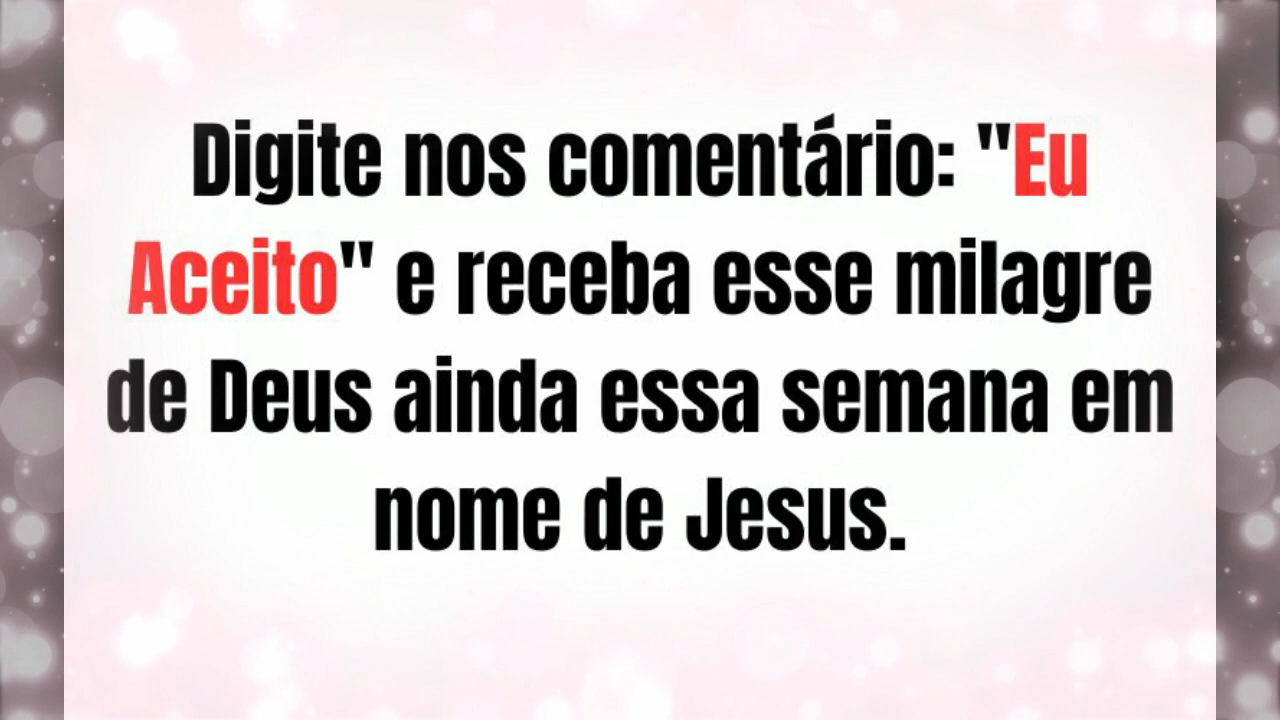 Digite nos comentário: "Eu
Aceito" e receba esse milagre
de Deus ainda essa semana em
nome de Jesus.